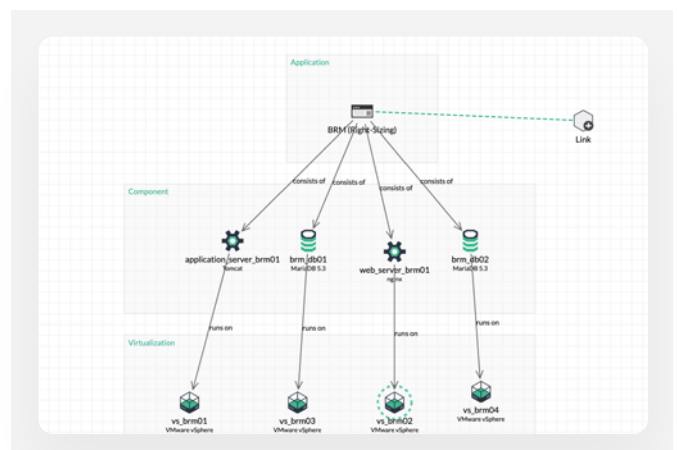 Application
BRM (Right-Sizing)
Link
consists of
consists of
consists of
consists of
Component
application_server_brm01
Tomcat
brm_db01
MariaDB 5.3
web_server_brm01
nginx
brm_db02
MariaDB 5.3
runs on
runs on
runs on
runs on
Virtualization
vs_brm01
VMware vSphere
vs_brm03
VMware vSphere
vs_brm02
VMware vSphere
vs_brm04
VMware vSphere